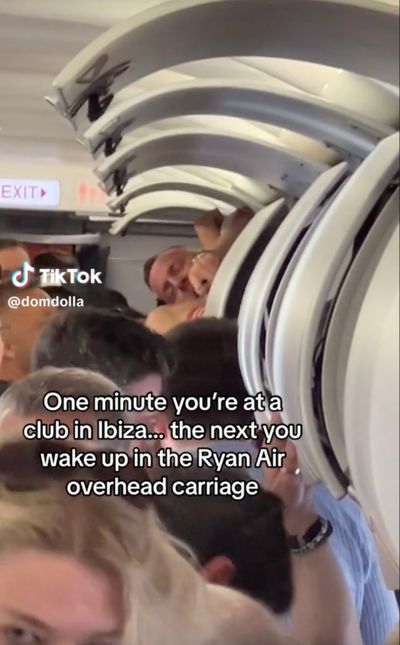 EXIT
TikTok
@domdolla
One minute you're at a
club in Ibiza... the next you
wake up in the Ryan Air
overhead carriage